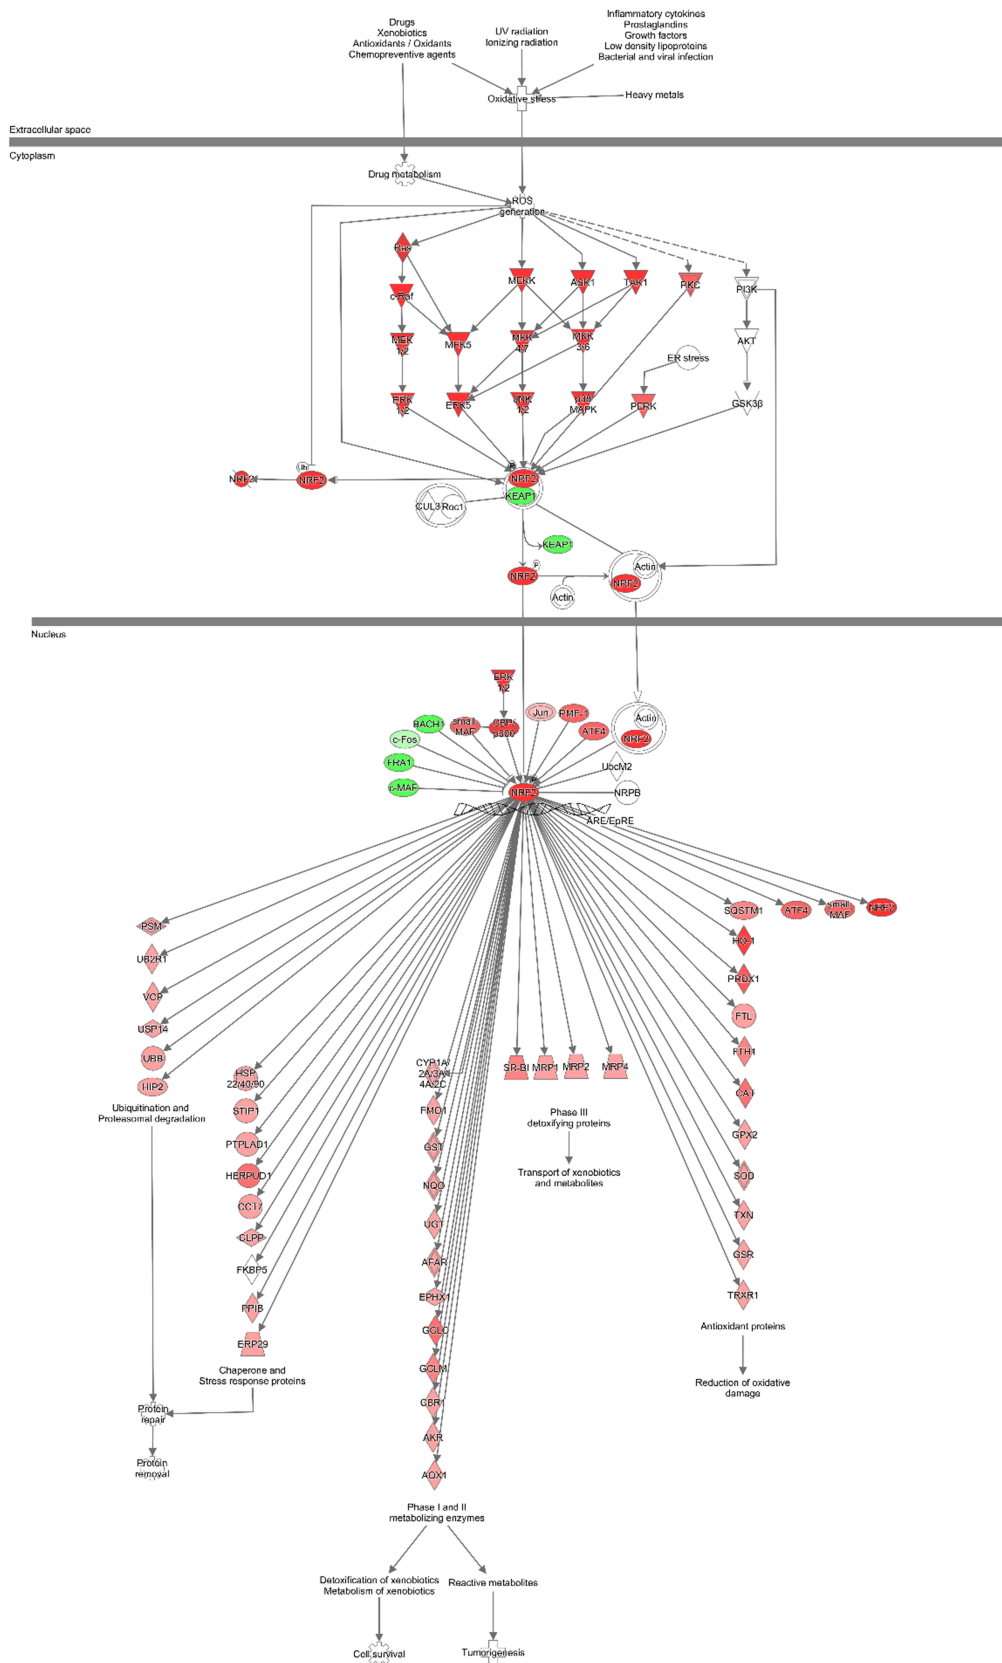 Drugs
Xenobiotics
Antioxidants / Oxidants
Chemopreventive agents
UV radiation
Ionizing radiation
Inflammatory cytokines
Prostaglandins
Growth factors
Low density lipoproteins
Bacterial and viral infection
Oxidative stress
Heavy metals
Extracellular space
Cytoplasm
Drug metabolism
ROS
generation
Ras
MEKK
ASK1
TAK1
PKC
PI3K
c-Raf
MEK
1/2
MEK5
MKK
4/7
MKK
3/6
ER stress
AKT
ERK
1/2
ERK5
JNK
1/2
p38
MAPK
PERK
GSK3β
NRF2
Ub
NRF2
P
NRF2
KEAP1
CUL3
Roc1
KEAP1
NRF2
P
Actin
Actin
NRF2
Nucleus
ERK
1/2
BACH1
small
MAF
CBP/
p300
Jun
PMF-1
ATF4
Actin
NRF2
c-Fos
FRA1
c-MAF
NRF2
UbcM2
NRPB
ARE/EpRE
PSM
UB2R1
VCP
USP14
UBB
HIP2
Ubiquitination and
Proteasomal degradation
HSP
22/40/90
STIP1
PTPLAD1
HERPUD1
CCT7
CLPP
FKBP5
PPIB
ERP29
Chaperone and
Stress response proteins
Protein
repair
Protein
removal
CYP1A/
2A/3A/
4A/2C
FMO1
GST
NQO
UGT
AFAR
EPHX1
GCLC
GCLM
CBR1
AKR
AOX1
Phase I and II
metabolizing enzymes
Detoxification of xenobiotics
Metabolism of xenobiotics
Reactive metabolites
Cell survival
Tumorigenesis
SR-BI
MRP1
MRP2
MRP4
Phase III
detoxifying proteins
Transport of xenobiotics
and metabolites
SQSTM1
ATF4
small
MAF
NRF2
HO-1
PRDX1
FTL
FTH1
CAT
GPX2
SOD
TXN
GSR
TRXR1
Antioxidant proteins
Reduction of oxidative
damage